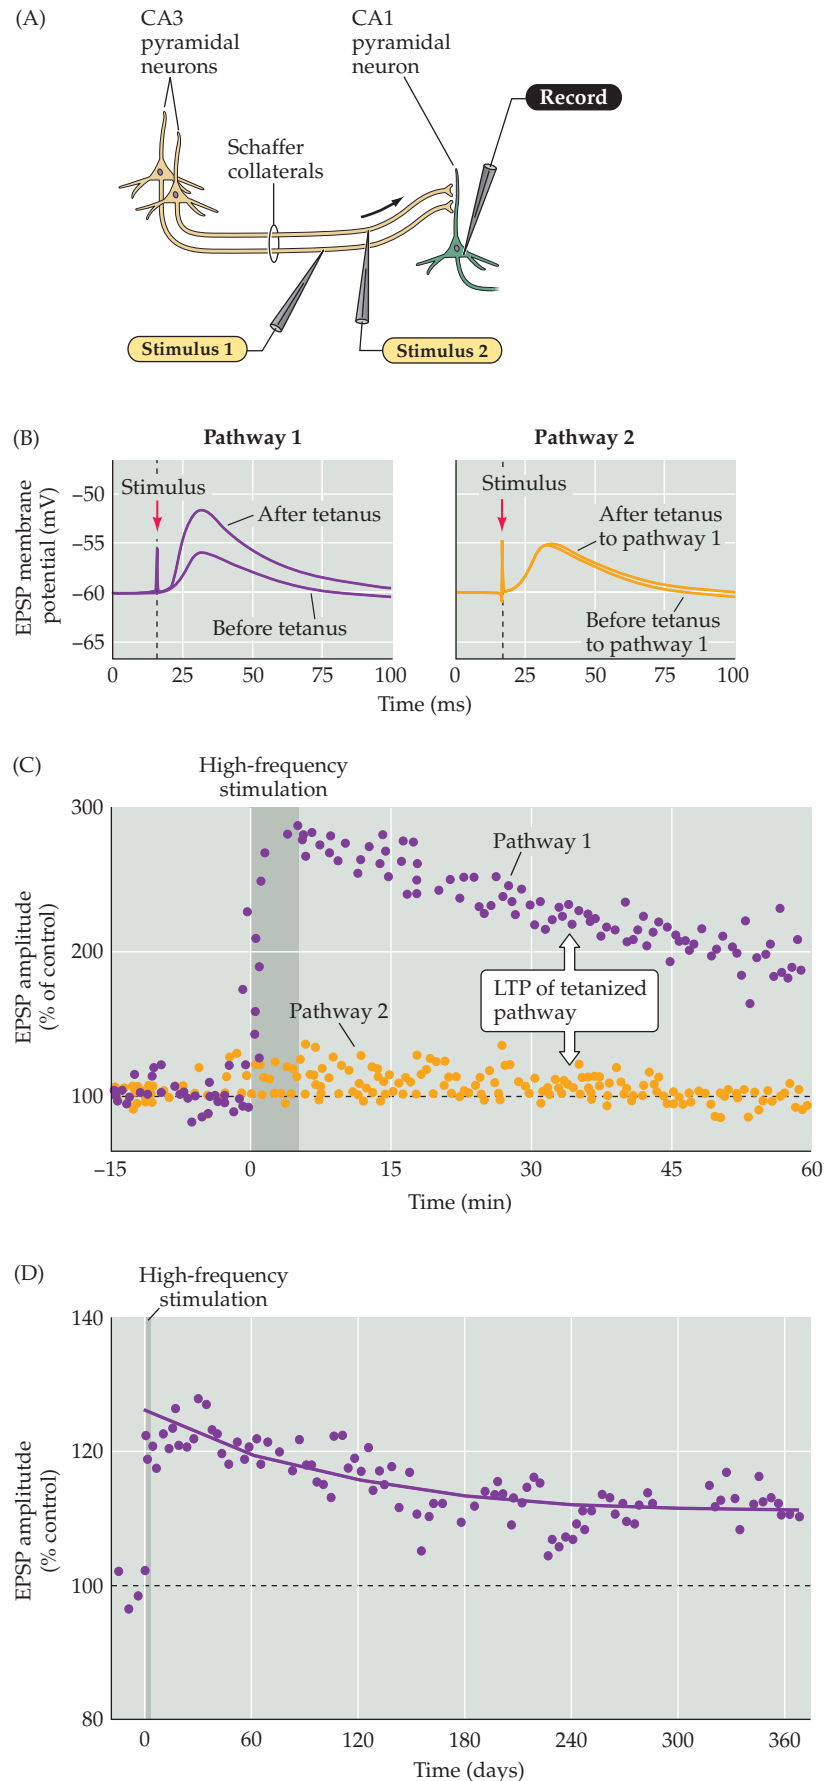 (A)
CA3
pyramidal
neurons
CA1
pyramidal
neuron
Record
Schaffer
collaterals
Stimulus 1
Stimulus 2
(B)
Pathway 1
Pathway 2
EPSP membrane
potential (mV)
–50
–55
–60
–65
Stimulus
After tetanus
Before tetanus
0
25
50
75
100
Stimulus
After tetanus
to pathway 1
Before tetanus
to pathway 1
0
25
50
75
100
Time (ms)
(C)
High-frequency
stimulation
EPSP amplitude
(% of control)
300
200
100
Pathway 1
LTP of tetanized
pathway
Pathway 2
–15
0
15
30
45
60
Time (min)
(D)
High-frequency
stimulation
EPSP amplitutde
(% control)
140
120
100
80
0
60
120
180
240
300
360
Time (days)